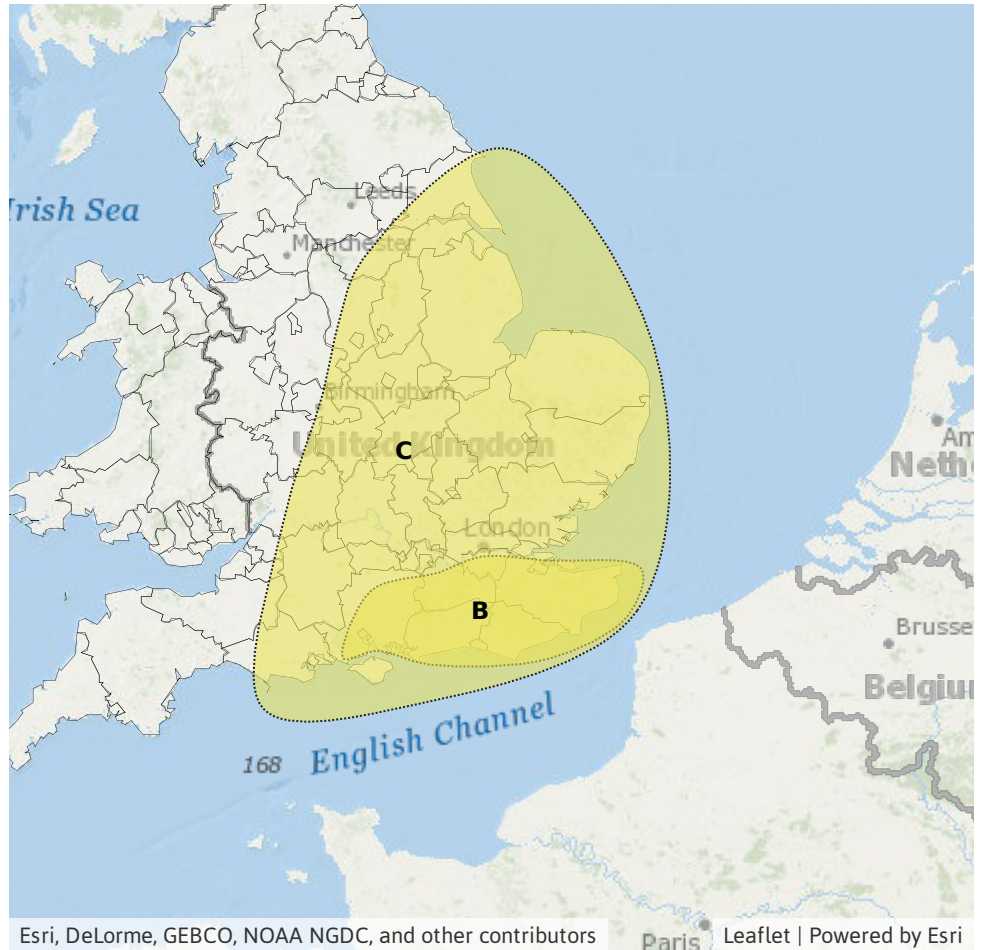 Irish Sea
Leeds
Manchester
Birmingham
United Kingdom
C
London
B
Am
Neth
Brusse
Belgiun
168
English Channel
Paris
Esri, DeLorme, GEBCO, NOAA NGDC, and other contributors
Leaflet | Powered by Esri